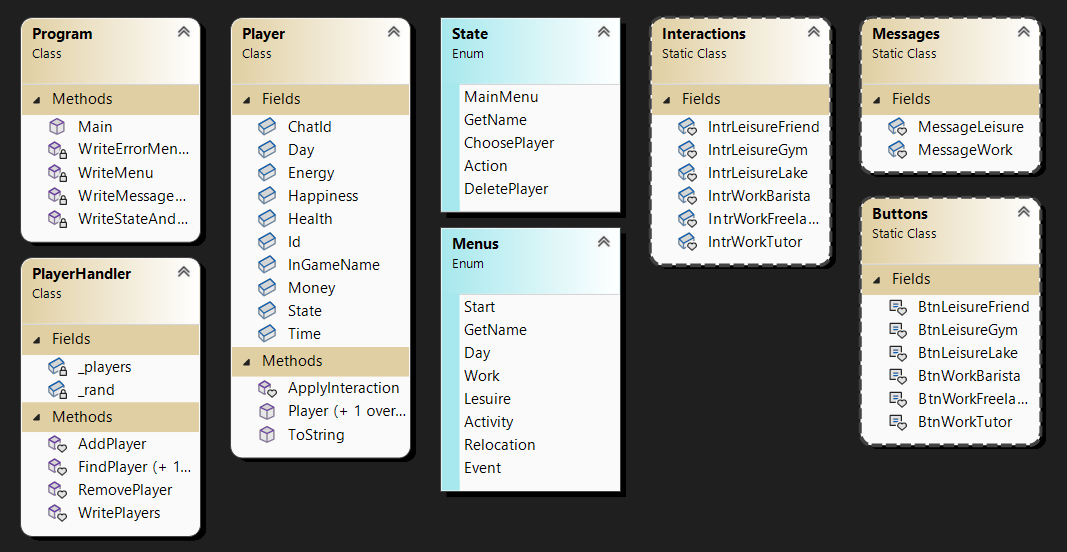 Program
Class
Methods
Main
WriteErrorMen...
WriteMenu
WriteMessage...
WriteStateAnd...
PlayerHandler
Class
Fields
_players
_rand
Methods
AddPlayer
FindPlayer (+ 1...
RemovePlayer
WritePlayers
Player
Class
Fields
ChatId
Day
Energy
Happiness
Health
Id
InGameName
Money
State
Time
Methods
ApplyInteraction
Player (+ 1 over...
ToString
State
Enum
MainMenu
GetName
ChoosePlayer
Action
DeletePlayer
Menus
Enum
Start
GetName
Day
Work
Lesuire
Activity
Relocation
Event
Interactions
Static Class
Fields
IntrLeisureFriend
IntrLeisureGym
IntrLeisureLake
IntrWorkBarista
IntrWorkFreela...
IntrWorkTutor
Messages
Static Class
Fields
MessageLeisure
MessageWork
Buttons
Static Class
Fields
BtnLeisureFriend
BtnLeisureGym
BtnLeisureLake
BtnWorkBarista
BtnWorkFreela...
BtnWorkTutor